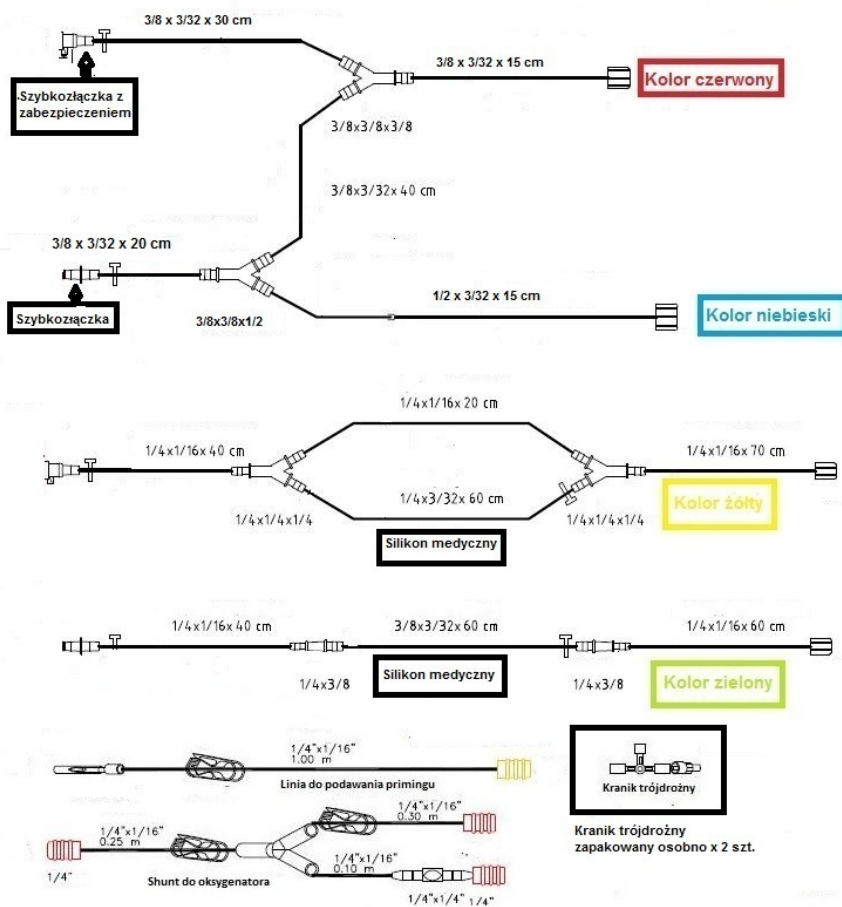 3/8 x 3/32 x 30 cm
3/8 x 3/32 x 15 cm
Kolor czerwony
Szybkozłączka z
zabezpieczeniem
3/8x3/8x3/8
3/8x3/32x 40 cm
3/8 x 3/32 x 20 cm
Szybkozłączka
3/8x3/8x1/2
1/2 x 3/32 x 15 cm
Kolor niebieski
1/4x1/16x 20 cm
1/4x1/16x 40 cm
1/4x1/16x 70 cm
1/4x3/32x 60 cm
Kolor żółty
1/4x1/4x1/4
1/4x1/4x1/4
Silikon medyczny
1/4x1/16x 40 cm
3/8x3/32x60 cm
1/4x1/16x 60 cm
1/4x3/8
Silikon medyczny
1/4x3/8
Kolor zielony
1/4"x1/16"
1.00 m
Linia do podawania primingu
Kranik trójdrożny
1/4"x1/16"
0.30 m
1/4"x1/16"
0.25 m
Kranik trójdrożny
zapakowany osobno x 2 szt.
1/4"x1/16"
0.10 m
1/4"
Shunt do oksygenatora
1/4"x1/4"
1/4"